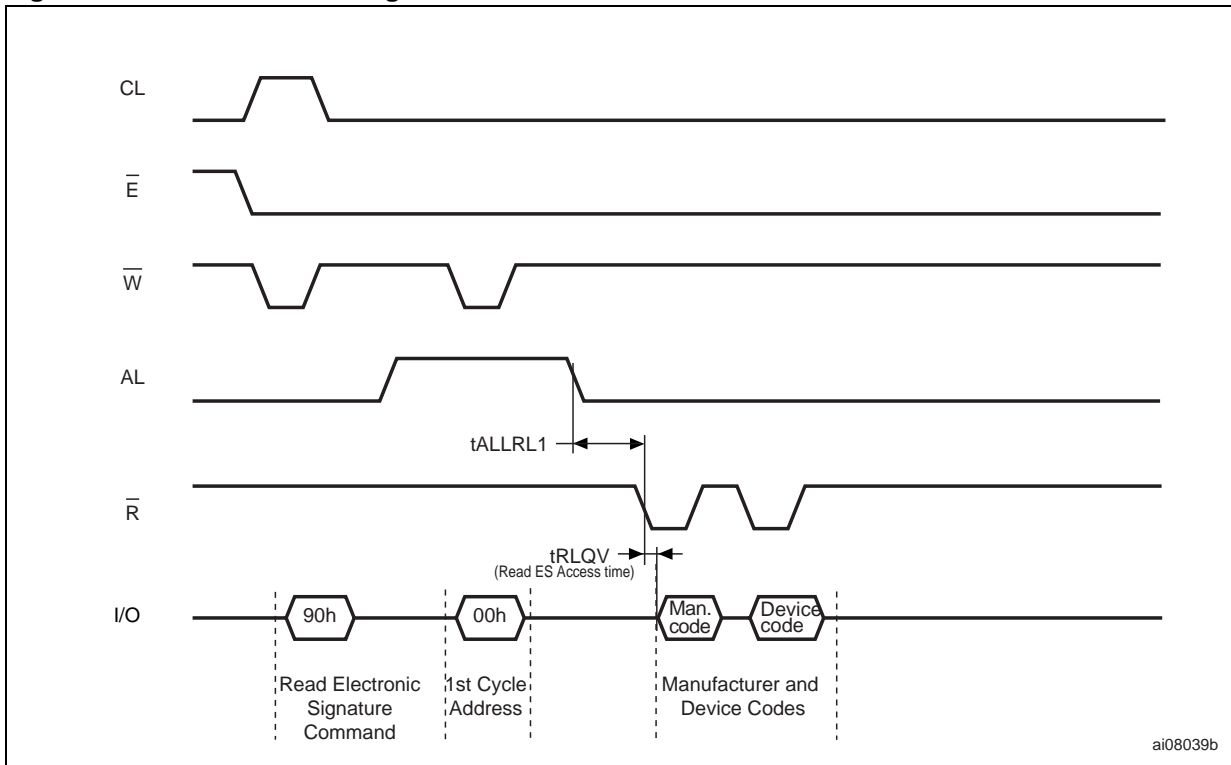 CL
E
W
AL
tALLRL1
R
tRLQV
(Read ES Access time)
I/O
90h
00h
Man.
code
Device
code
Read Electronic
Signature
Command
1st Cycle
Address
Manufacturer and
Device Codes
ai08039b